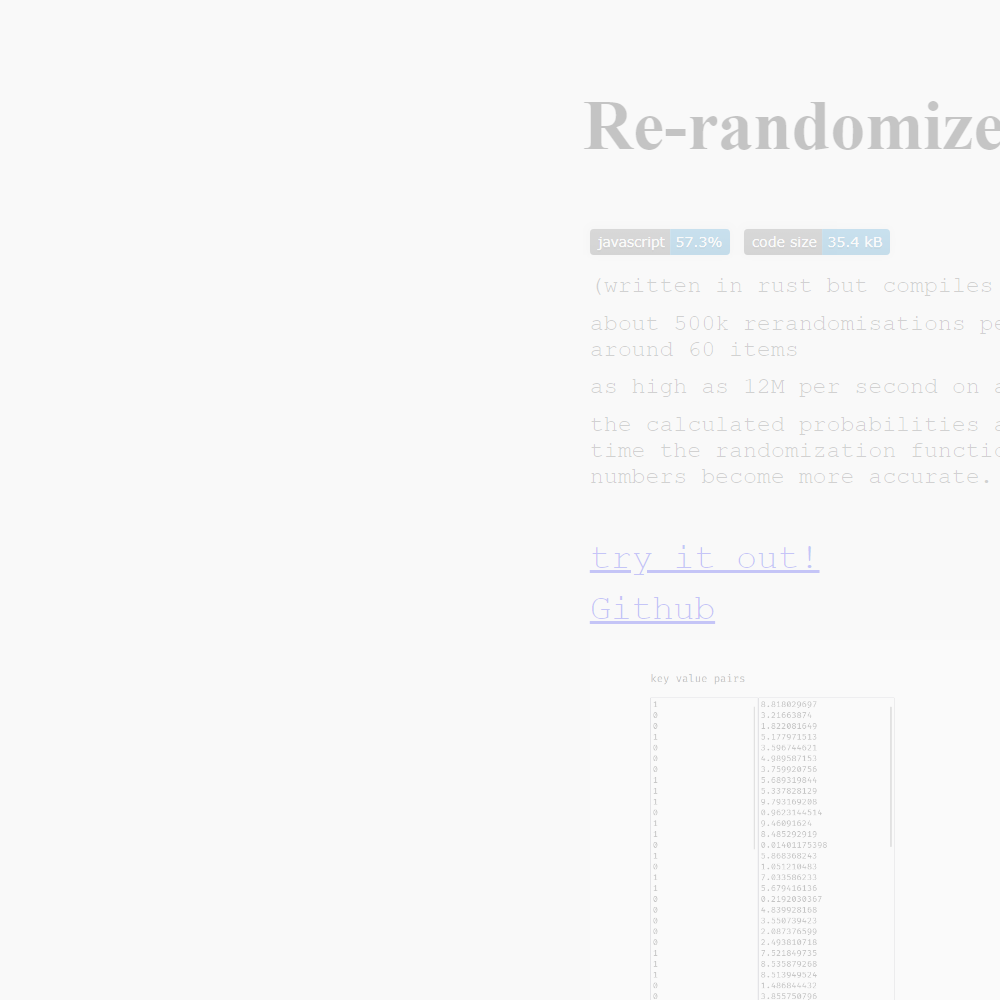 Re-randomize
javascript 57.3% code size 35.4 kB
(written in rust but compiles
about 500k rerandomisations pe
around 60 items
as high as 12M per second on a
the calculated probabilities a
time the randomization functio
numbers become more accurate.
try it out!
Github
key value pairs
1 8.818029697
0 3.21663874
0 1.822081649
1 5.177971513
0 3.596744621
0 4.989587153
0 3.759920756
1 5.689319844
1 5.337828129
1 9.793169208
0 0.9623144514
1 9.46091624
1 8.485292919
0 0.01401175398
1 5.868368243
0 1.051210483
1 7.033586233
1 5.679416136
0 0.2192030367
0 4.839928168
0 3.550739423
0 2.007376599
0 2.493810718
1 7.521849735
1 8.535879268
1 8.513949524
0 1.486844432
0 3.855750796